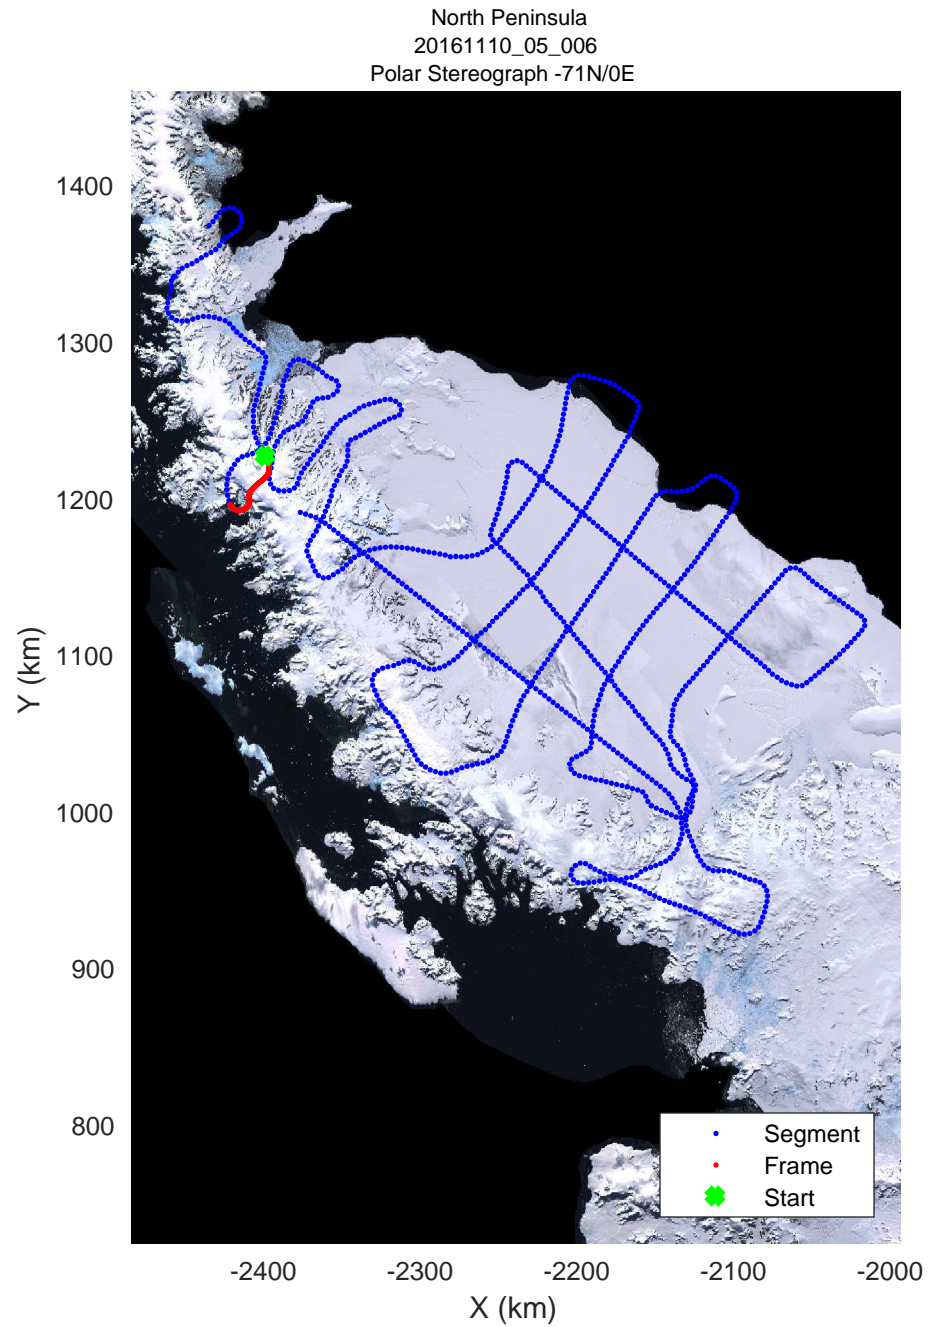 North Peninsula
20161110_05_006
Polar Stereograph -71N/0E
1400
1300
1200
1100
1000
900
800
Y (km)
Segment
Frame
Start
-2400 -2300 -2200 -2100 -2000
X (km)